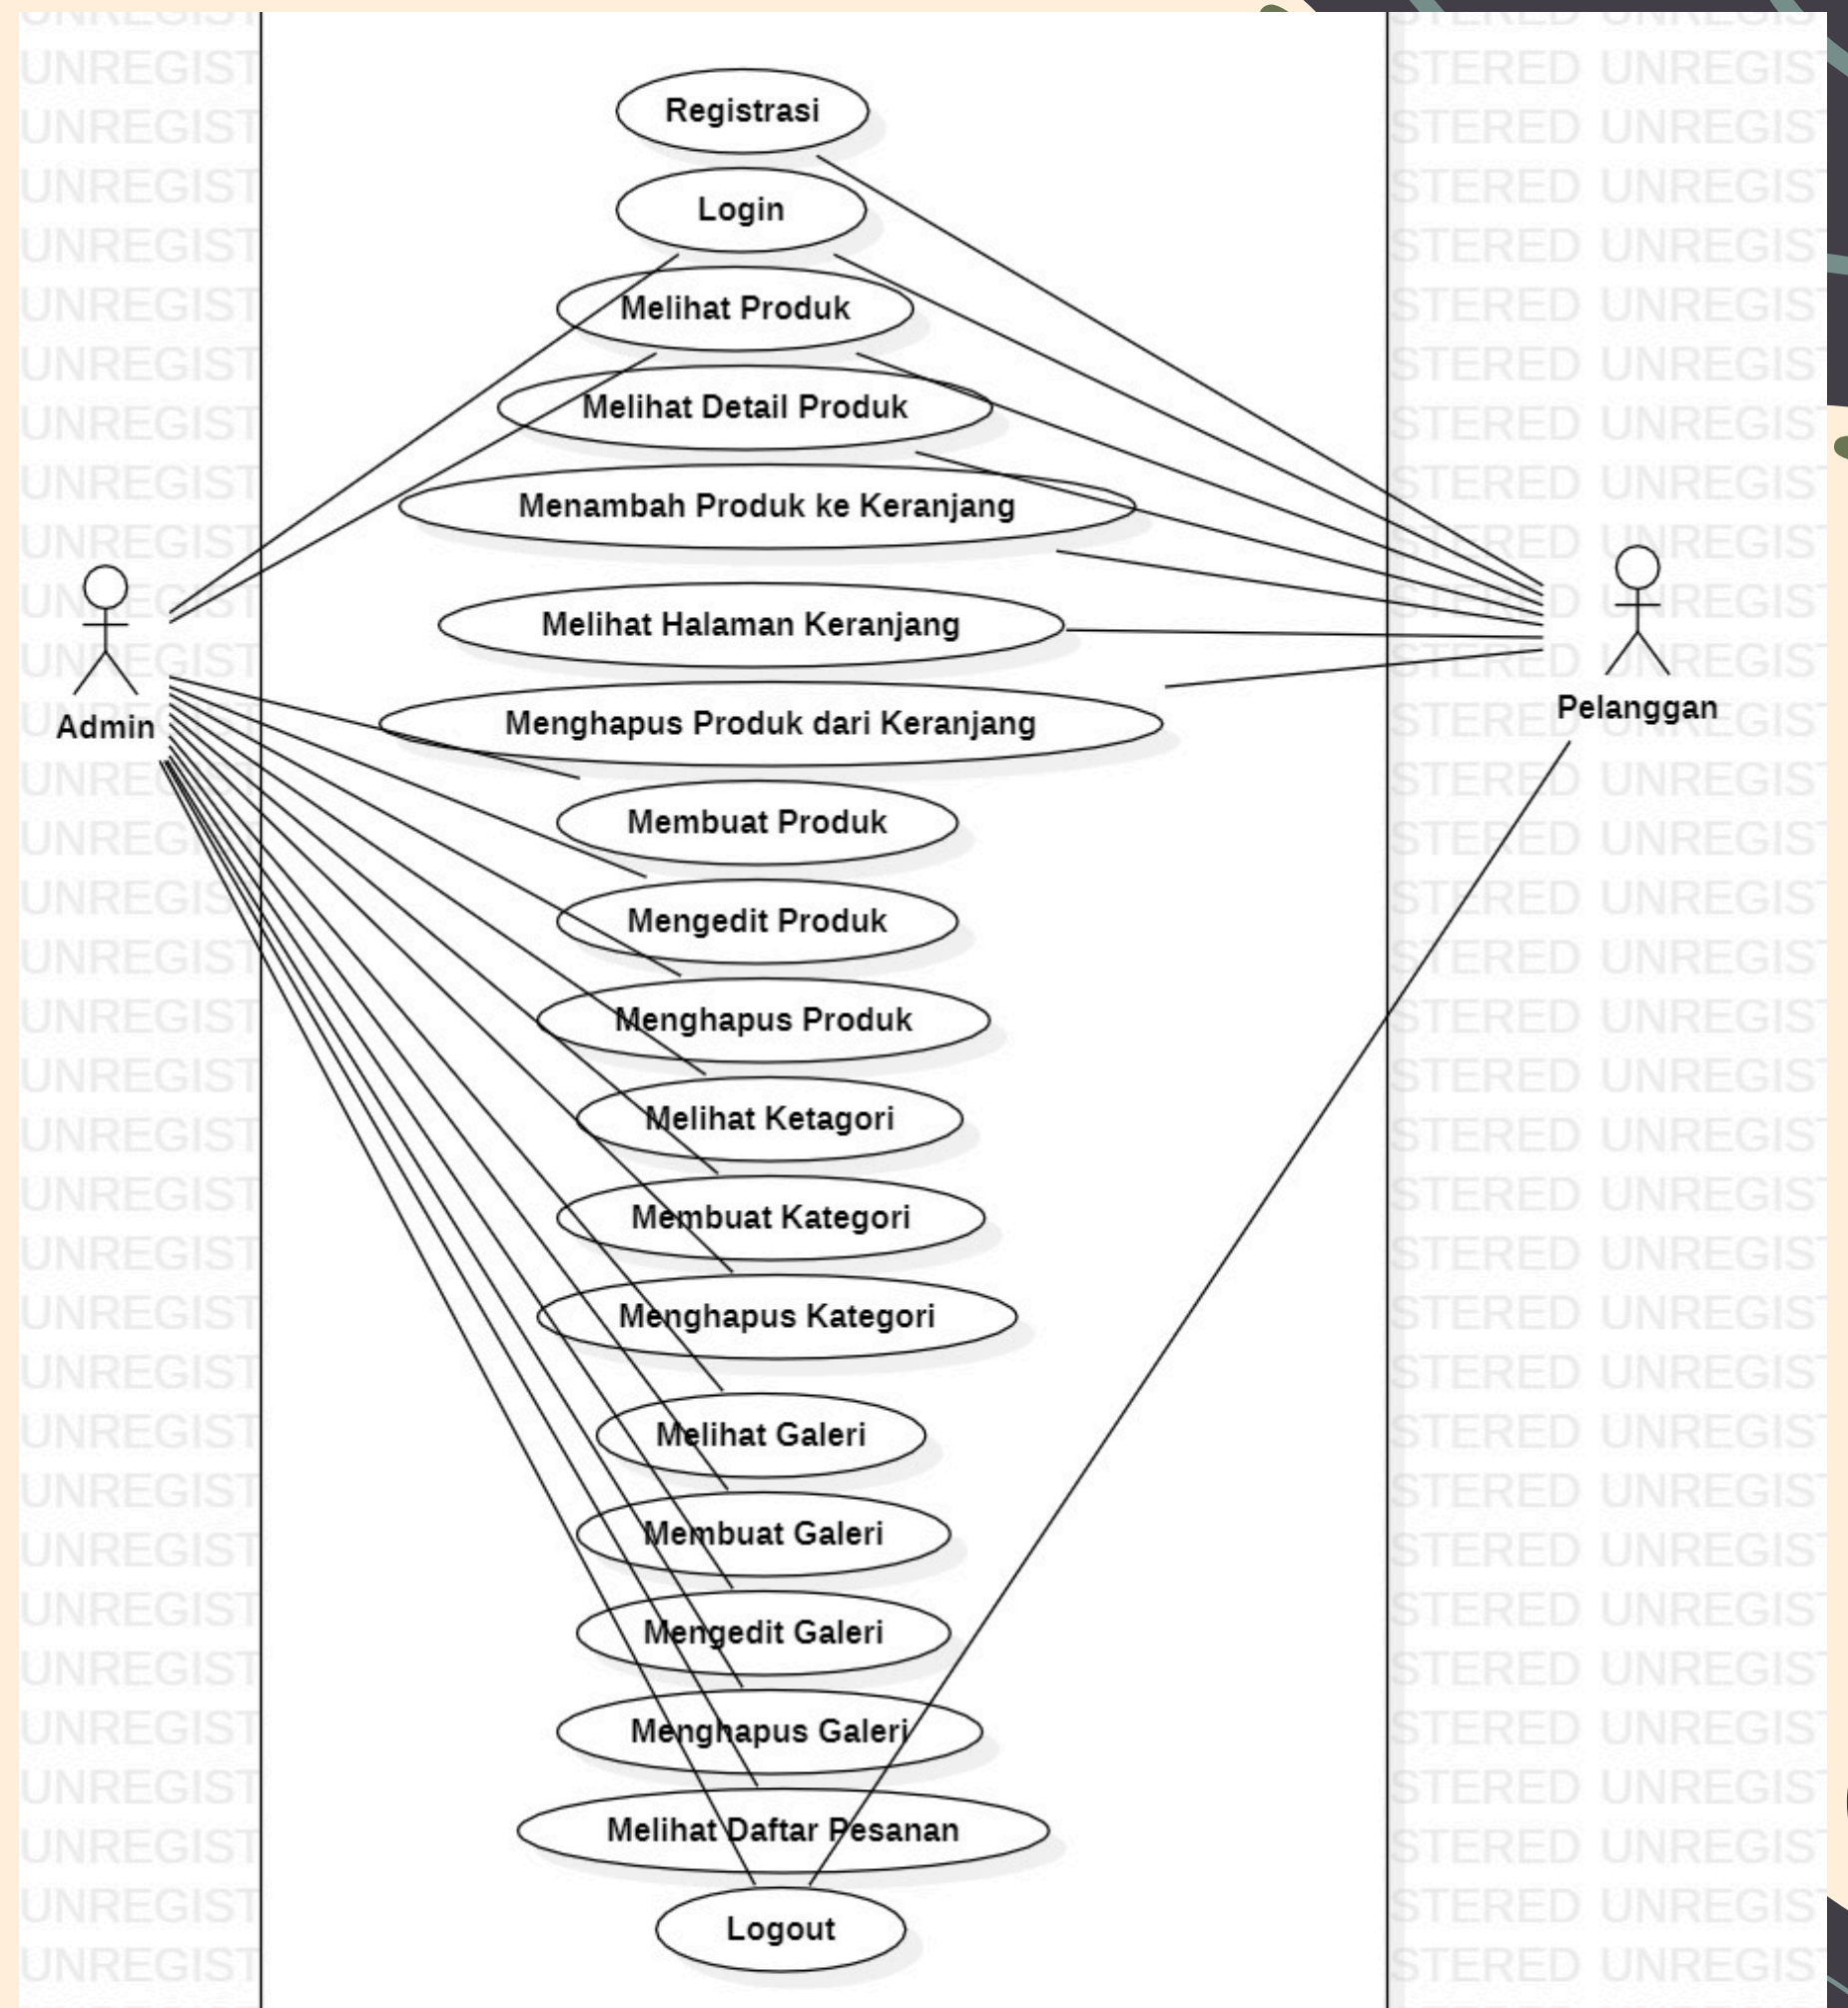 Registrasi
Login
Melihat Produk
Melihat Detail Produk
Menambah Produk ke Keranjang
Melihat Halaman Keranjang
Menghapus Produk dari Keranjang
Admin
Pelanggan
Membuat Produk
Mengedit Produk
Menghapus Produk
Melihat Ketagori
Membuat Kategori
Menghapus Kategori
Melihat Galeri
Membuat Galeri
Mengedit Galeri
Menghapus Galeri
Melihat Daftar Pesanan
Logout